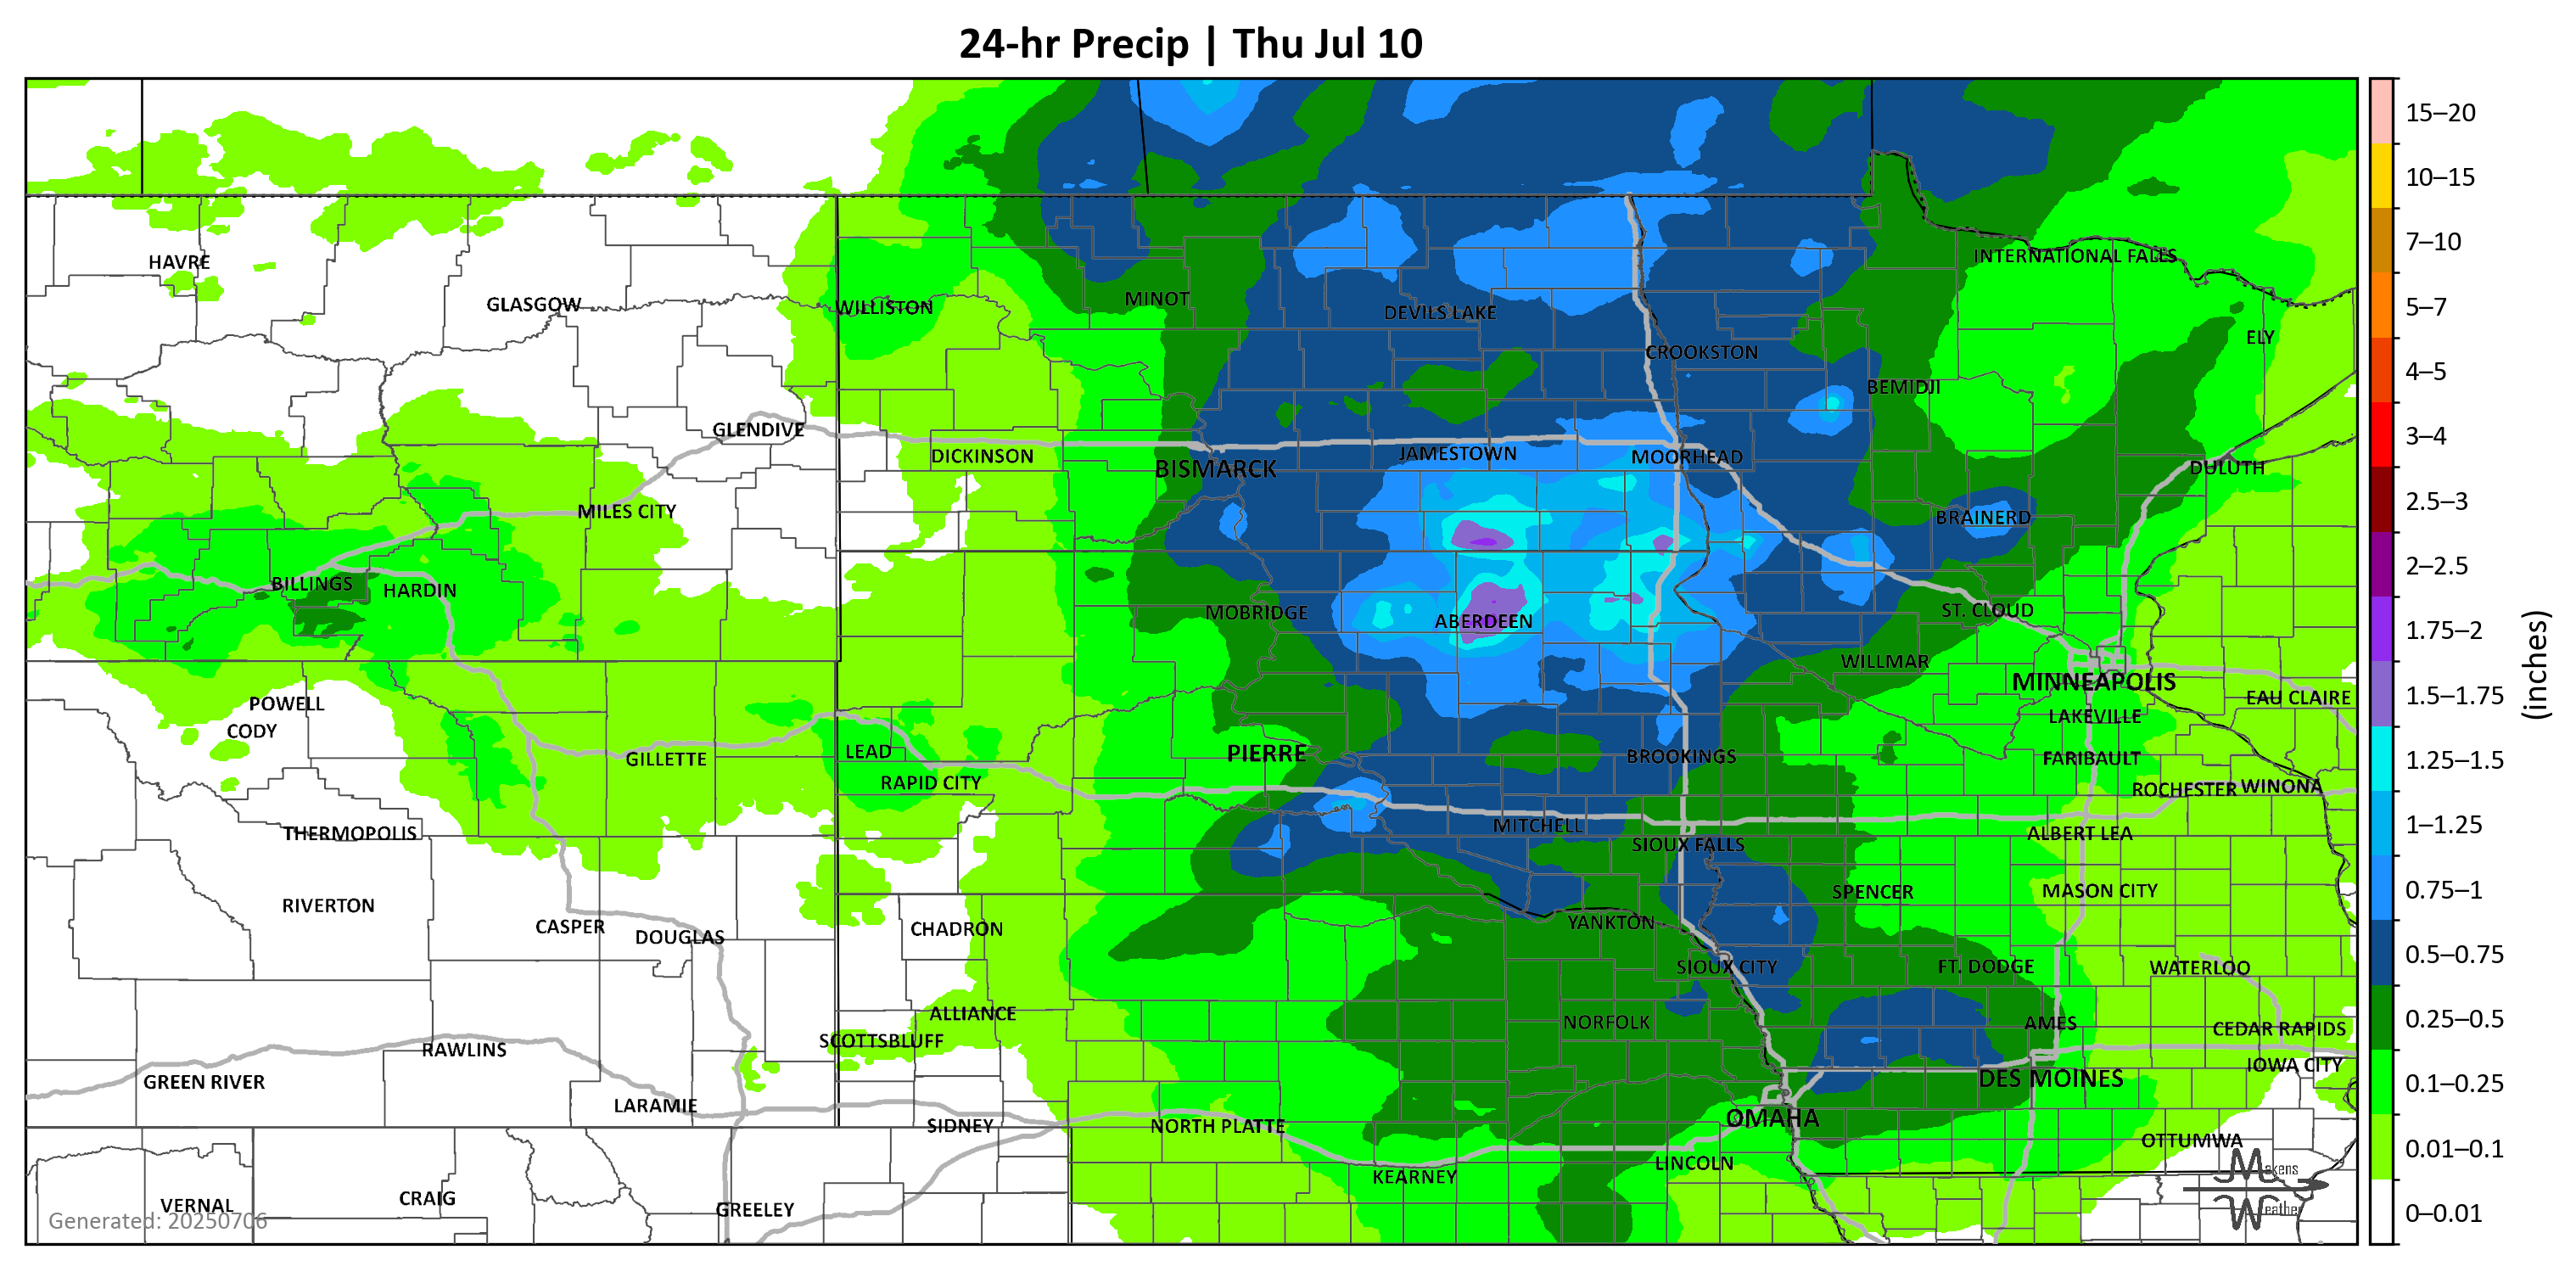 24-hr Precip | Thu Jul 10
15–20
10–15
7–10
5–7
4–5
3–4
2.5–3
2–2.5
1.75–2
1.5–1.75
1.25–1.5
1–1.25
0.75–1
0.5–0.75
0.25–0.5
0.1–0.25
0.01–0.1
0–0.01
(inches)
HAVRE
INTERNATIONAL FALLS
GLASGOW
WILLISTON
MINOT
DEVILS LAKE
ELY
CROOKSTON
BEMIDJI
GLENDIVE
DICKINSON
BISMARCK
JAMESTOWN
MOORHEAD
DULUTH
MILES CITY
BRAINERD
BILLINGS
HARDIN
MOBRIDGE
ABERDEEN
ST. CLOUD
WILLMAR
MINNEAPOLIS
EAU CLAIRE
POWELL
LAKEVILLE
CODY
LEAD
PIERRE
BROOKINGS
GILLETTE
FARIBAULT
RAPID CITY
ROCHESTER
WINONA
THERMOPOLIS
MITCHELL
ALBERT LEA
SIOUX FALLS
RIVERTON
SPENCER
MASON CITY
CASPER
CHADRON
YANKTON
DOUGLAS
SIOUX CITY
FT. DODGE
WATERLOO
ALLIANCE
NORFOLK
AMES
CEDAR RAPIDS
SCOTTSBLUFF
RAWLINS
IOWA CITY
GREEN RIVER
DES MOINES
LARAMIE
SIDNEY
NORTH PLATTE
OMAHA
OTTUMWA
LINCOLN
KEARNEY
VERNAL
CRAIG
GREELEY
Generated: 20250706
Makens
Weather